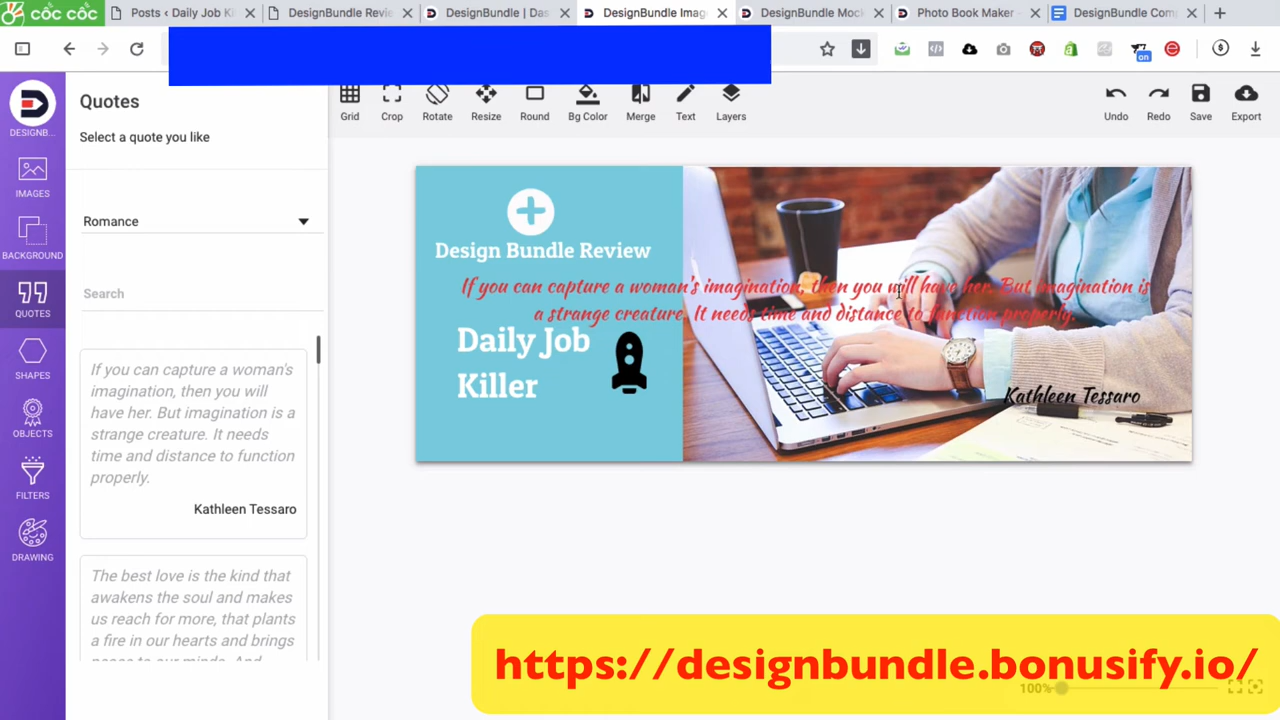 CỐC CỐC
Posts ‹ Daily Job Ki
DesignBundle Revie
DesignBundle | Das
DesignBundle Imag
DesignBundle Mock
Photo Book Maker -
DesignBundle Com
on
DESIGNB...
IMAGES
BACKGROUND
QUOTES
SHAPES
OBJECTS
FILTERS
DRAWING
Quotes
Select a quote you like
Romance
Search
If you can capture a woman's
imagination, then you will
have her. But imagination is a
strange creature. It needs
time and distance to function
properly.
Kathleen Tessaro
The best love is the kind that
awakens the soul and makes
us reach for more, that plants
a fire in our hearts and brings
peace to our minds. And
Grid
Crop
Rotate
Resize
Round
Bg Color
Merge
Text
Layers
Undo
Redo
Save
Export
Design Bundle Review
If you can capture a woman's imagination, then you will have her. But imagination is
a strange creature. It needs time and distance to function properly.
Daily Job
Killer
Kathleen Tessaro
https://designbundle.bonusify.io/
100%